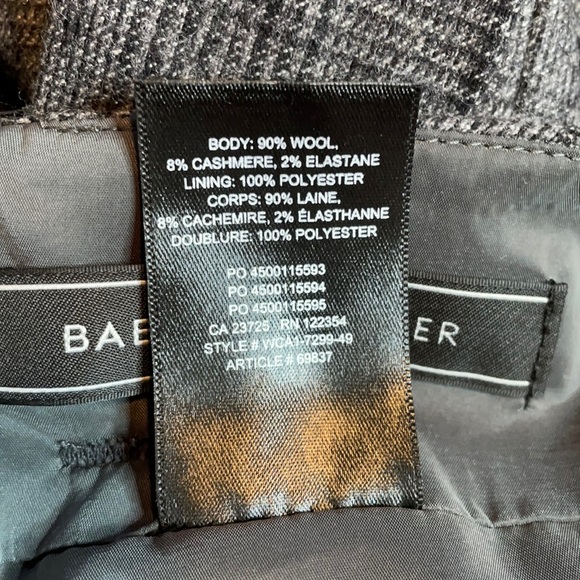 BODY: 90% WOOL,
8% CASHMERE, 2% ELASTANE
LINING: 100% POLYESTER
CORPS: 90% LAINE,
8% CACHEMIRE, 2% ÉLASTHANNE
DOUBLURE: 100% POLYESTER
PO 4500115593
PO 4500115594
PO 4500115595
CA 23725 RN 122354
STYLE # WCA1-7299-49
ARTICLE # 69837
BAE
ER